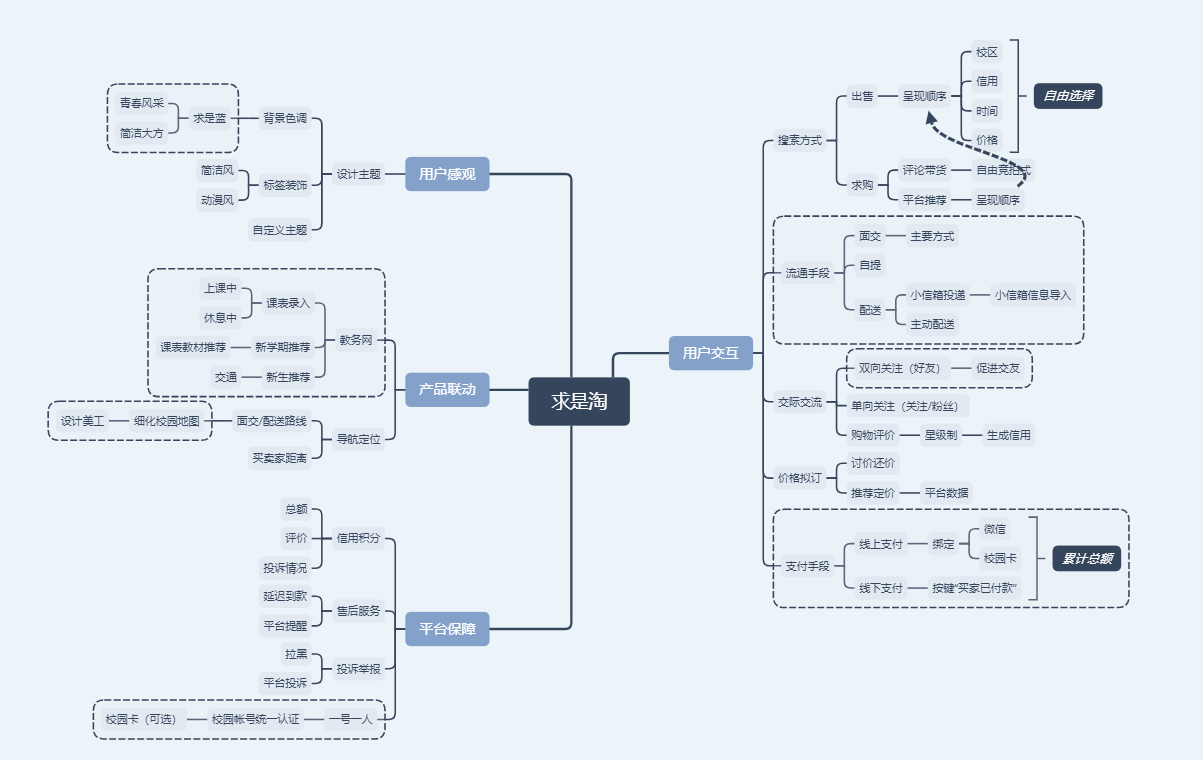 求是淘
用户感观
设计主题
背景色调
求是蓝
青春风采
简洁大方
标签装饰
简洁风
动漫风
自定义主题
产品联动
教务网
课表录入
上课中
休息中
新学期推荐
课表教材推荐
新生推荐
交通
导航定位
面交/配送路线
细化校园地图
设计美工
买卖家距离
平台保障
信用积分
总额
评价
投诉情况
售后服务
延迟到款
平台提醒
投诉举报
拉黑
平台投诉
一号一人
校园帐号统一认证
校园卡（可选）
用户交互
搜索方式
出售
呈现顺序
校区
信用
时间
价格
自由选择
求购
评论带货
自由竞拍式
平台推荐
呈现顺序
流通手段
面交
主要方式
自提
配送
小信箱投递
小信箱信息导入
主动配送
交际交流
双向关注（好友）
促进交友
单向关注（关注/粉丝）
购物评价
星级制
生成信用
价格拟订
讨价还价
推荐定价
平台数据
支付手段
线上支付
绑定
微信
校园卡
线下支付
按键“买家已付款”
累计总额